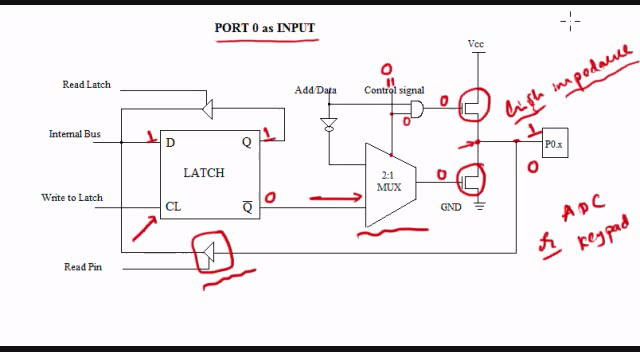 PORT 0 as INPUT
Vcc
Read Latch
0
Add/Data
Control signal
0
0
high impedance
Internal Bus
1
D
Q
1
1
P0.x
LATCH
2:1
MUX
0
0
Write to Latch
CL
Q̅
0
GND
ADC
Keypad
Read Pin